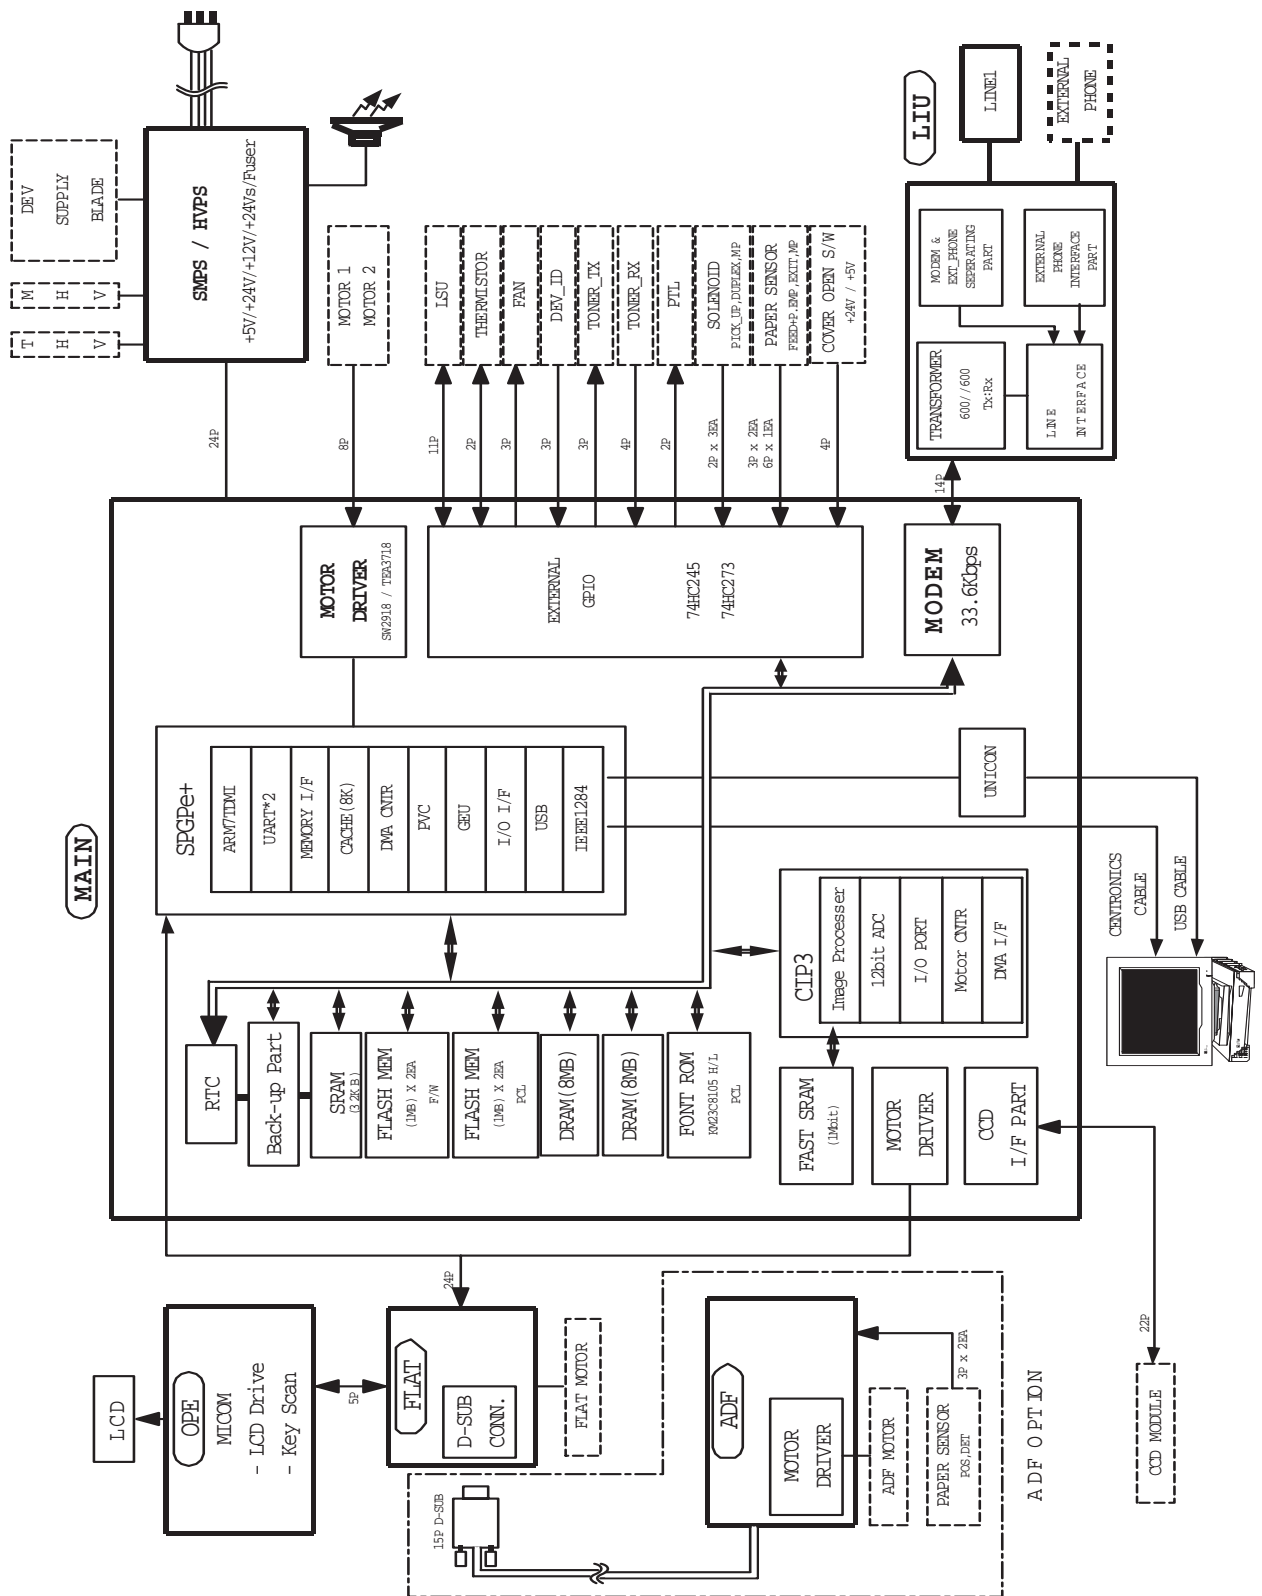 LCD
OPE
MICOM
- LCD Drive
- Key Scan
5P
FLAT
D-SUB
CONN.
FLAT MOTOR
24P
15P D-SUB
ADF
MOTOR
DRIVER
ADF MOTOR
PAPER SENSOR
POS,DET
3P x 2EA
ADF OPTION
CCD MODULE
22P
MAIN
SPGPe+
ARM7TDMI
UART*2
MEMORY I/F
CACHE(8K)
DMA CNTR
PVC
GEU
I/O I/F
USB
IEEE1284
RTC
Back-up Part
SRAM
(32KB)
FLASH MEM
(1MB) X 2EA
F/W
FLASH MEM
(1MB) X 2EA
PCL
DRAM(8MB)
DRAM(8MB)
FONT ROM
KM23C8105 H/L
PCL
CIP3
Image Processer
12bit ADC
I/O PORT
Motor CNTR
DMA I/F
FAST SRAM
(1Mbit)
MOTOR
DRIVER
CCD
I/F PART
UNICON
CENTRONICS
CABLE
USB CABLE
MOTOR
DRIVER
SW2918 / TEA3718
EXTERNAL
GPIO
74HC245
74HC273
MODEM
33.6Kbps
24P
8P
11P
2P
3P
3P
3P
4P
2P
2P x 3EA
3P x 2EA
6P x 1EA
4P
14P
T H V
M H V
DEV
SUPPLY
BLADE
SMPS / HVPS
+5V/+24V/+12V/+24Vs/Fuser
MOTOR 1
MOTOR 2
LSU
THERMISTOR
FAN
DEV_ID
TONER_TX
TONER_RX
PTL
SOLENOID
PICK_UP,DUPLEX,MP
PAPER SENSOR
FEED+P.EMP,EXIT,MP
COVER OPEN S/W
+24V / +5V
LIU
LINE1
EXTERNAL
PHONE
TRANSFORMER
600//600
Tx:Rx
MODEM &
EXT_PHONE
SEPERATING
PART
LINE
INTERFACE
EXTERNAL
PHONE
INTERFACE
PART